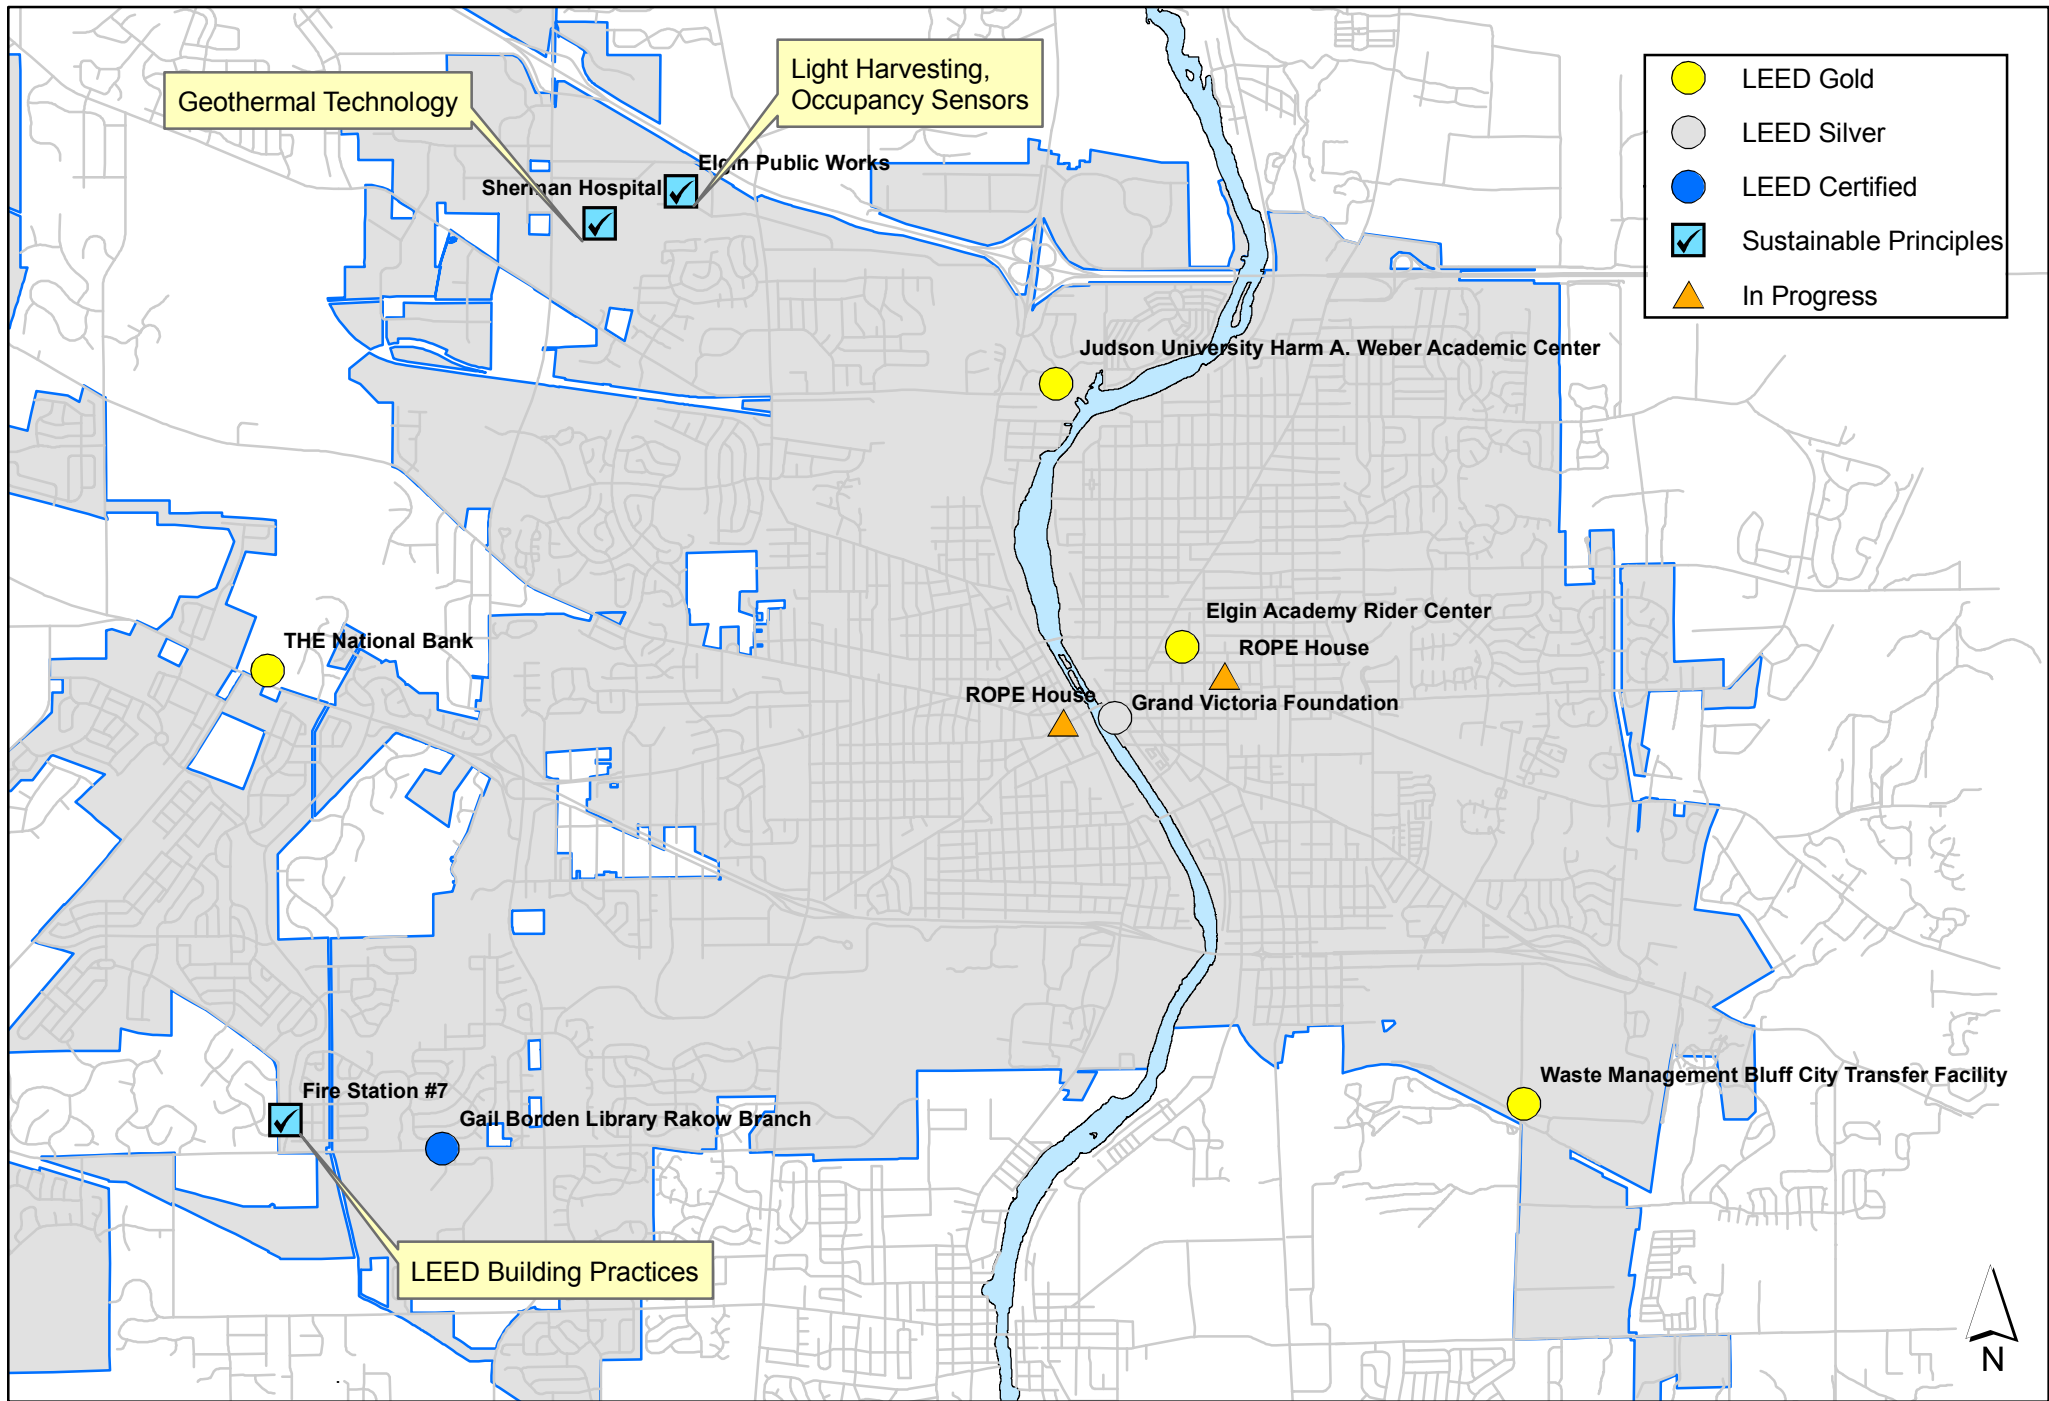 Light Harvesting,
Occupancy Sensors
Geothermal Technology
LEED Gold
LEED Silver
LEED Certified
Sustainable Principles
In Progress
Elgin Public Works
Sherman Hospital
Judson University Harm A. Weber Academic Center
Elgin Academy Rider Center
THE National Bank
ROPE House
ROPE House
Grand Victoria Foundation
Waste Management Bluff City Transfer Facility
Fire Station #7
Gail Borden Library Rakow Branch
LEED Building Practices
N